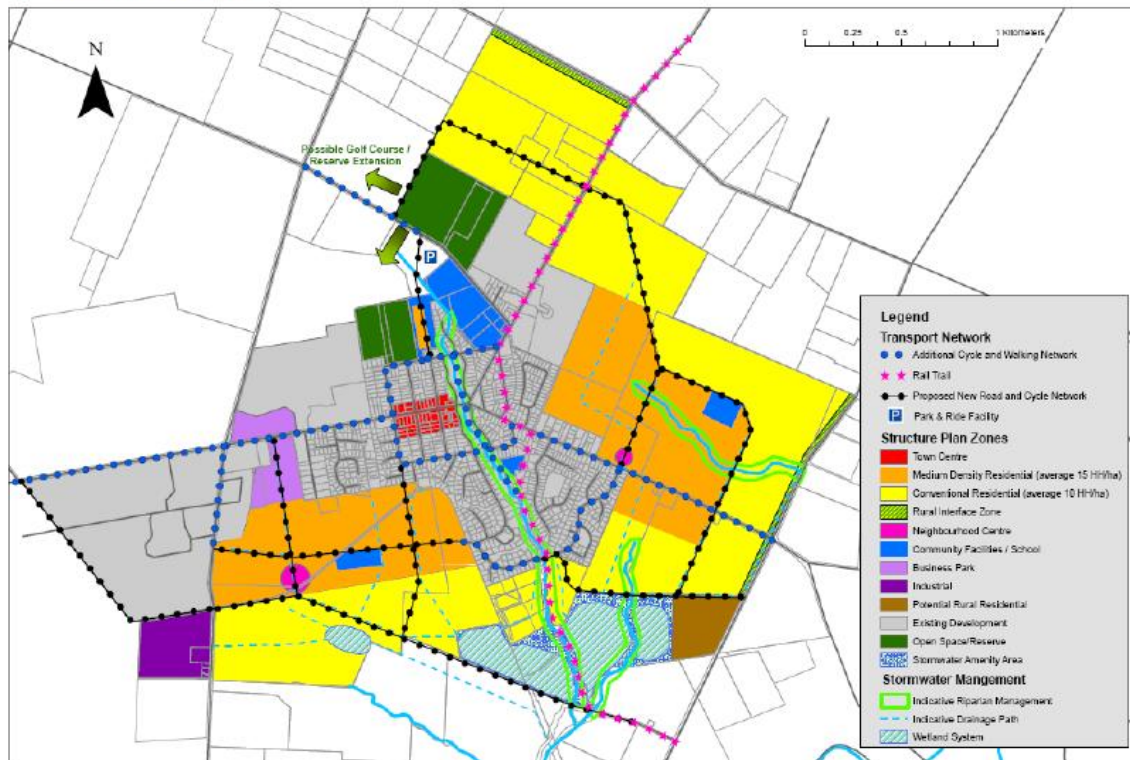 N
0 0.25 0.5 1 Kilometers
Possible Golf Course /
Reserve Extension
P
Legend
Transport Network
Additional Cycle and Walking Network
Rail Trail
Proposed New Road and Cycle Network
P Park & Ride Facility
Structure Plan Zones
Town Centre
Medium Density Residential (average 15 HH/ha)
Conventional Residential (average 10 HH/ha)
Rural Interface Zone
Neighbourhood Centre
Community Facilities / School
Business Park
Industrial
Potential Rural Residential
Existing Development
Open Space/Reserve
Stormwater Amenity Area
Stormwater Mangement
Indicative Riparian Management
Indicative Drainage Path
Wetland System